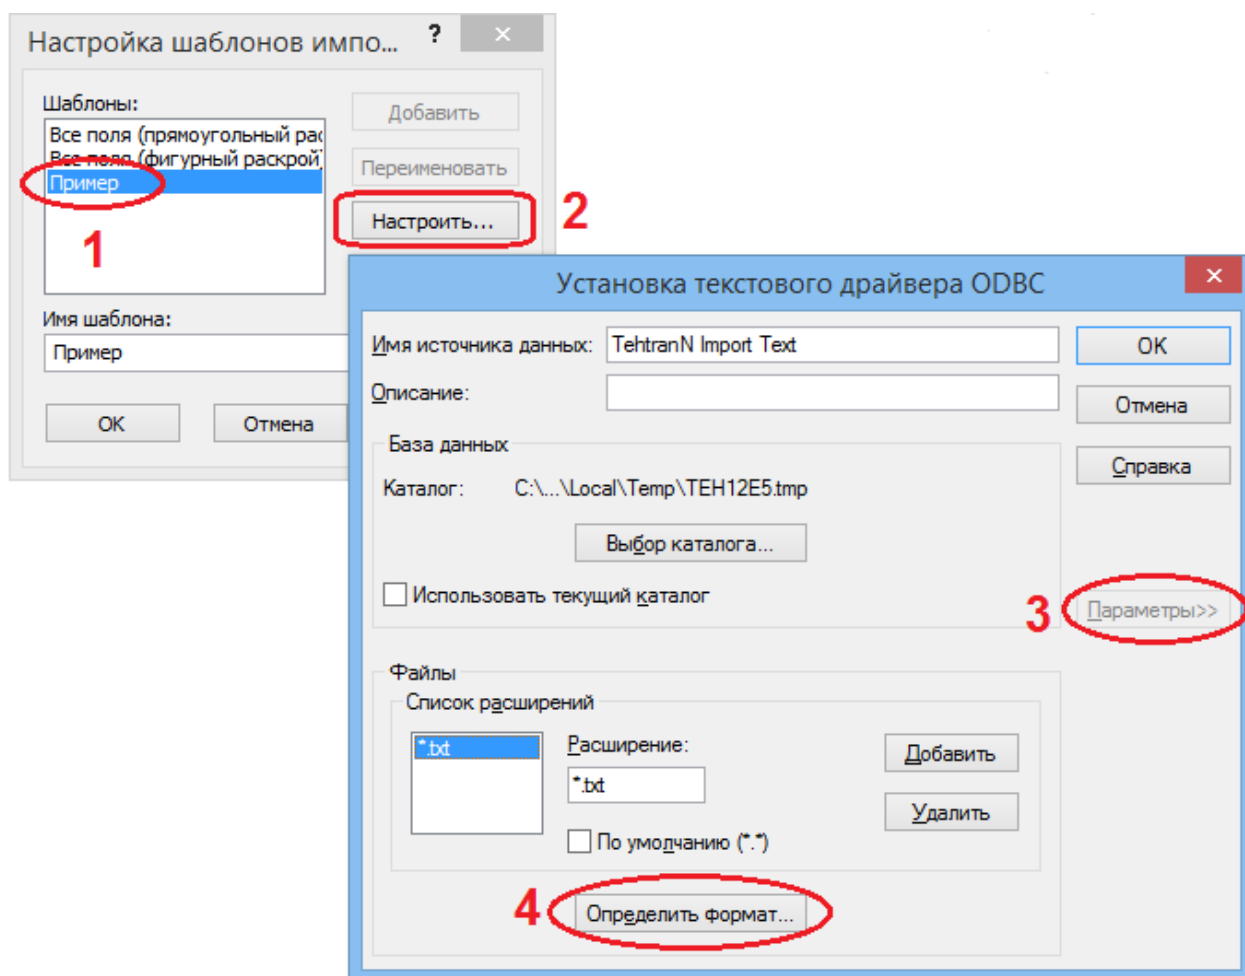 Настройка шаблонов импо... ?
Шаблоны:
Все поля (прямоугольный рас
Все поля (фигурный раскрой)
Пример
1
Добавить
Переименовать
Настроить...
2
Имя шаблона:
Пример
ОК
Отмена
Установка текстового драйвера ODBC
Имя источника данных:
TehtranN Import Text
Описание:
База данных
Каталог: C:\...\Local\Temp\TEH12E5.tmp
Выбор каталога...
Использовать текущий каталог
ОК
Отмена
Справка
3
Параметры>>
Файлы
Список расширений
*.txt
Расширение:
*.txt
По умолчанию (*.*)
Добавить
Удалить
4
Определить формат...